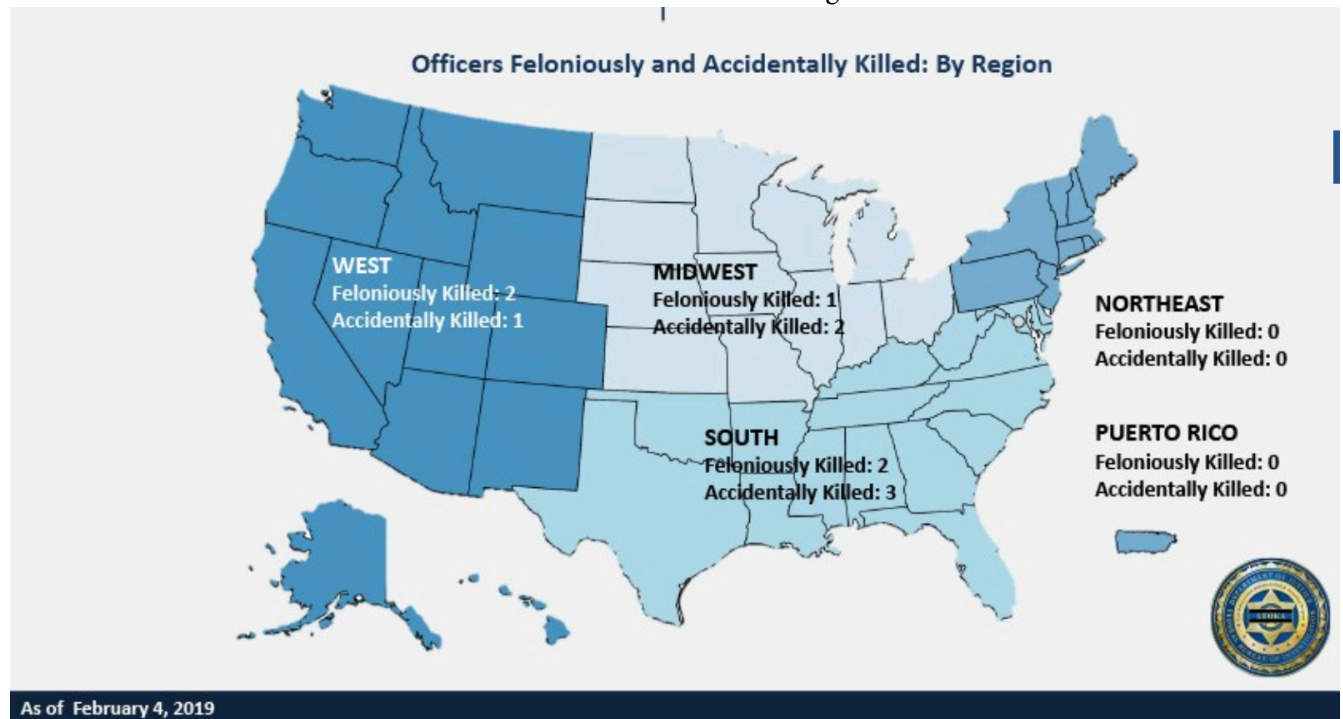 Officers Feloniously and Accidentally Killed: By Region
WEST
Feloniously Killed: 2
Accidentally Killed: 1
MIDWEST
Feloniously Killed: 1
Accidentally Killed: 2
NORTHEAST
Feloniously Killed: 0
Accidentally Killed: 0
SOUTH
Feloniously Killed: 2
Accidentally Killed: 3
PUERTO RICO
Feloniously Killed: 0
Accidentally Killed: 0
LEOKA
As of February 4, 2019